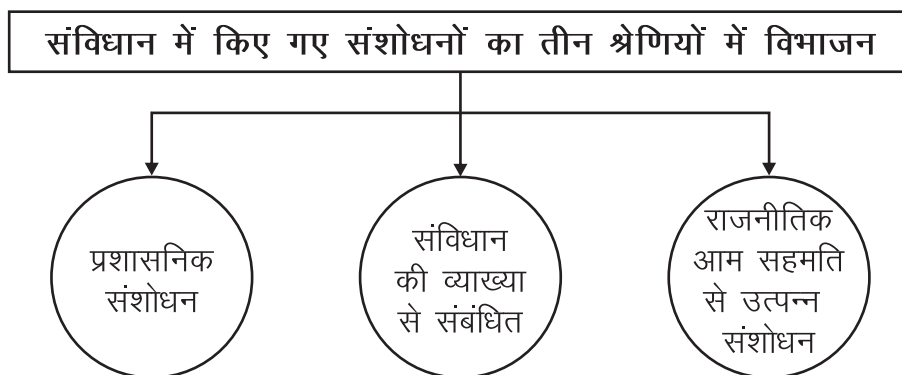 संविधान में किए गए संशोधनों का तीन श्रेणियों में विभाजन
प्रशासनिक
संशोधन
संविधान
की व्याख्या
से संबंधित
राजनीतिक
आम सहमति
से उत्पन्न
संशोधन